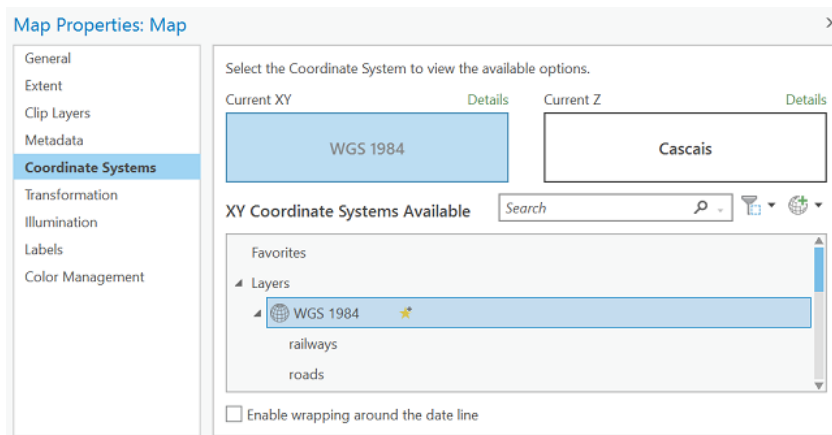 Map Properties: Map
General
Extent
Clip Layers
Metadata
Coordinate Systems
Transformation
Illumination
Labels
Color Management
Select the Coordinate System to view the available options.
Current XY Details Current Z Details
WGS 1984 Cascais
XY Coordinate Systems Available Search
Favorites
Layers
WGS 1984
railways
roads
Enable wrapping around the date line